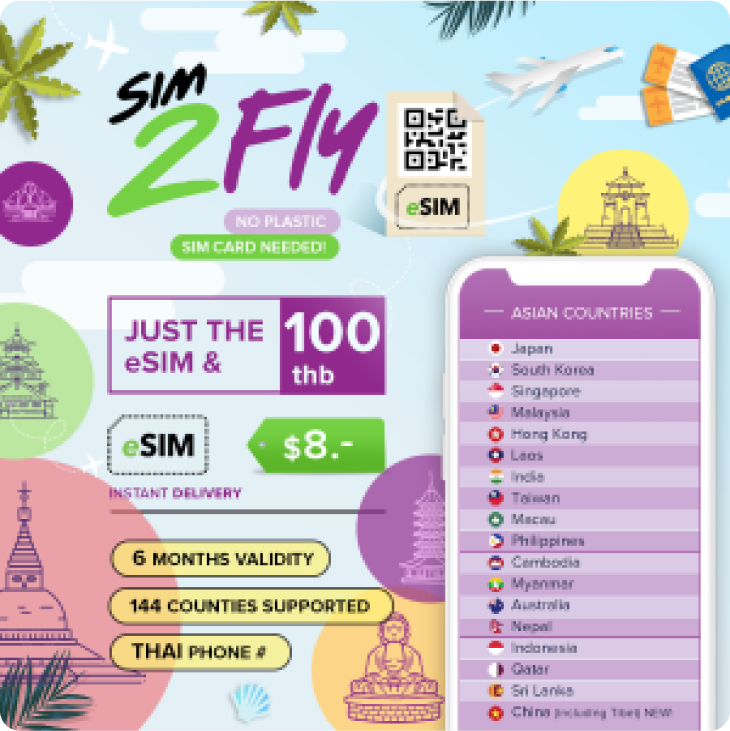 SIM
2Fly
eSIM
NO PLASTIC
SIM CARD NEEDED!
JUST THE
eSIM &
100
thb
eSIM
$8.-
INSTANT DELIVERY
6 MONTHS VALIDITY
144 COUNTIES SUPPORTED
THAI PHONE #
ASIAN COUNTRIES
Japan
South Korea
Singapore
Malaysia
Hong Kong
Laos
India
Taiwan
Macau
Philippines
Cambodia
Myanmar
Australia
Nepal
Indonesia
Qatar
Sri Lanka
China (Including Tibet) NEW!